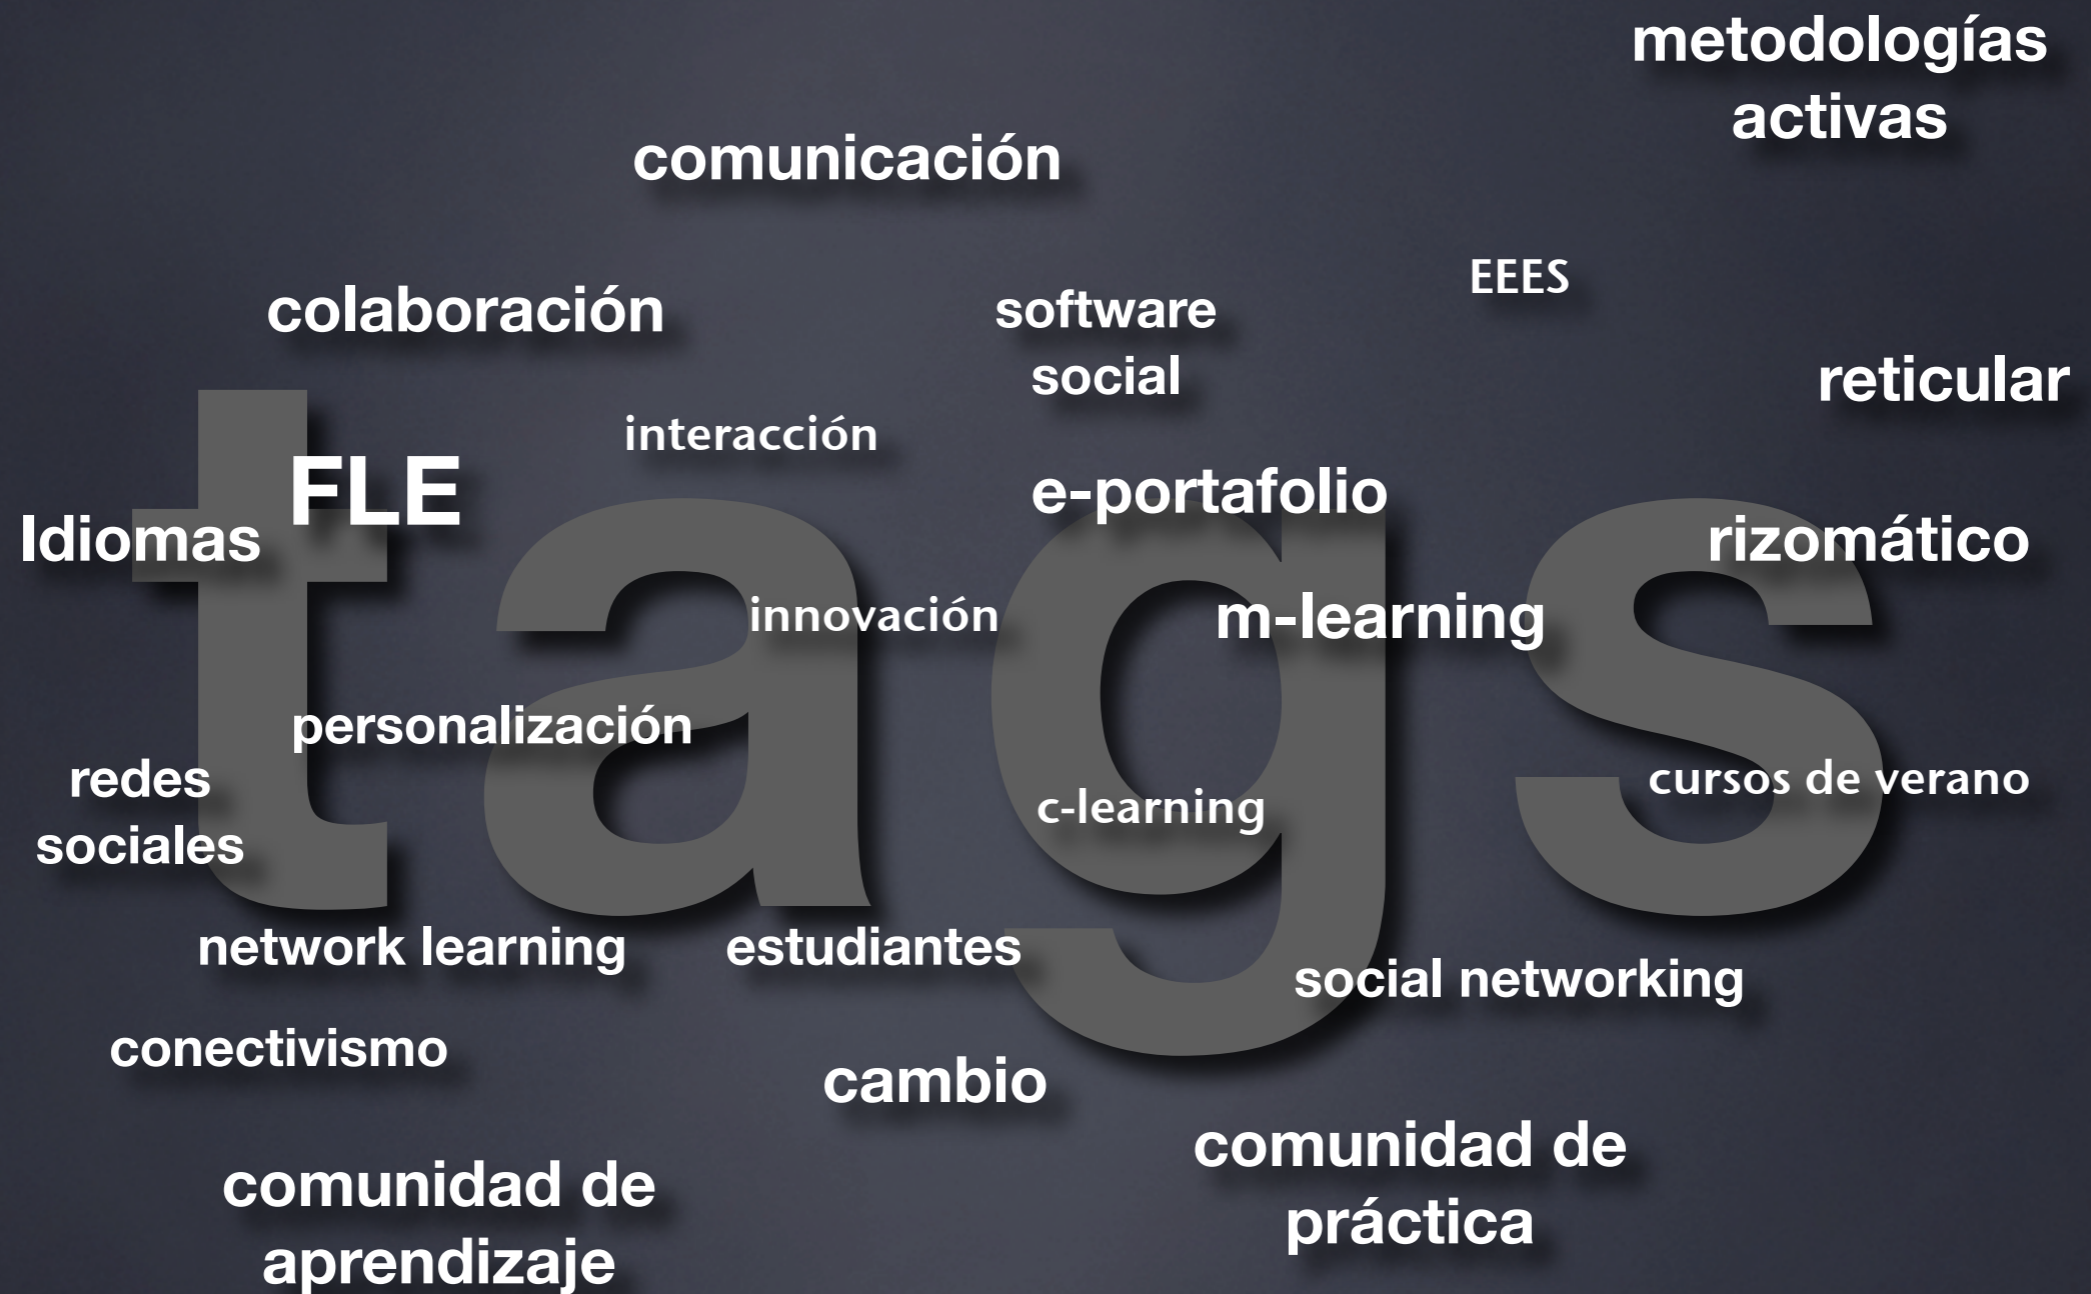 metodologías
activas
comunicación
EEES
colaboración
software
social
reticular
interacción
FLE
e-portafolio
Idiomas
rizomático
innovación
m-learning
tags
personalización
redes
sociales
cursos de verano
c-learning
network learning
estudiantes
social networking
conectivismo
cambio
comunidad de
práctica
comunidad de
aprendizaje